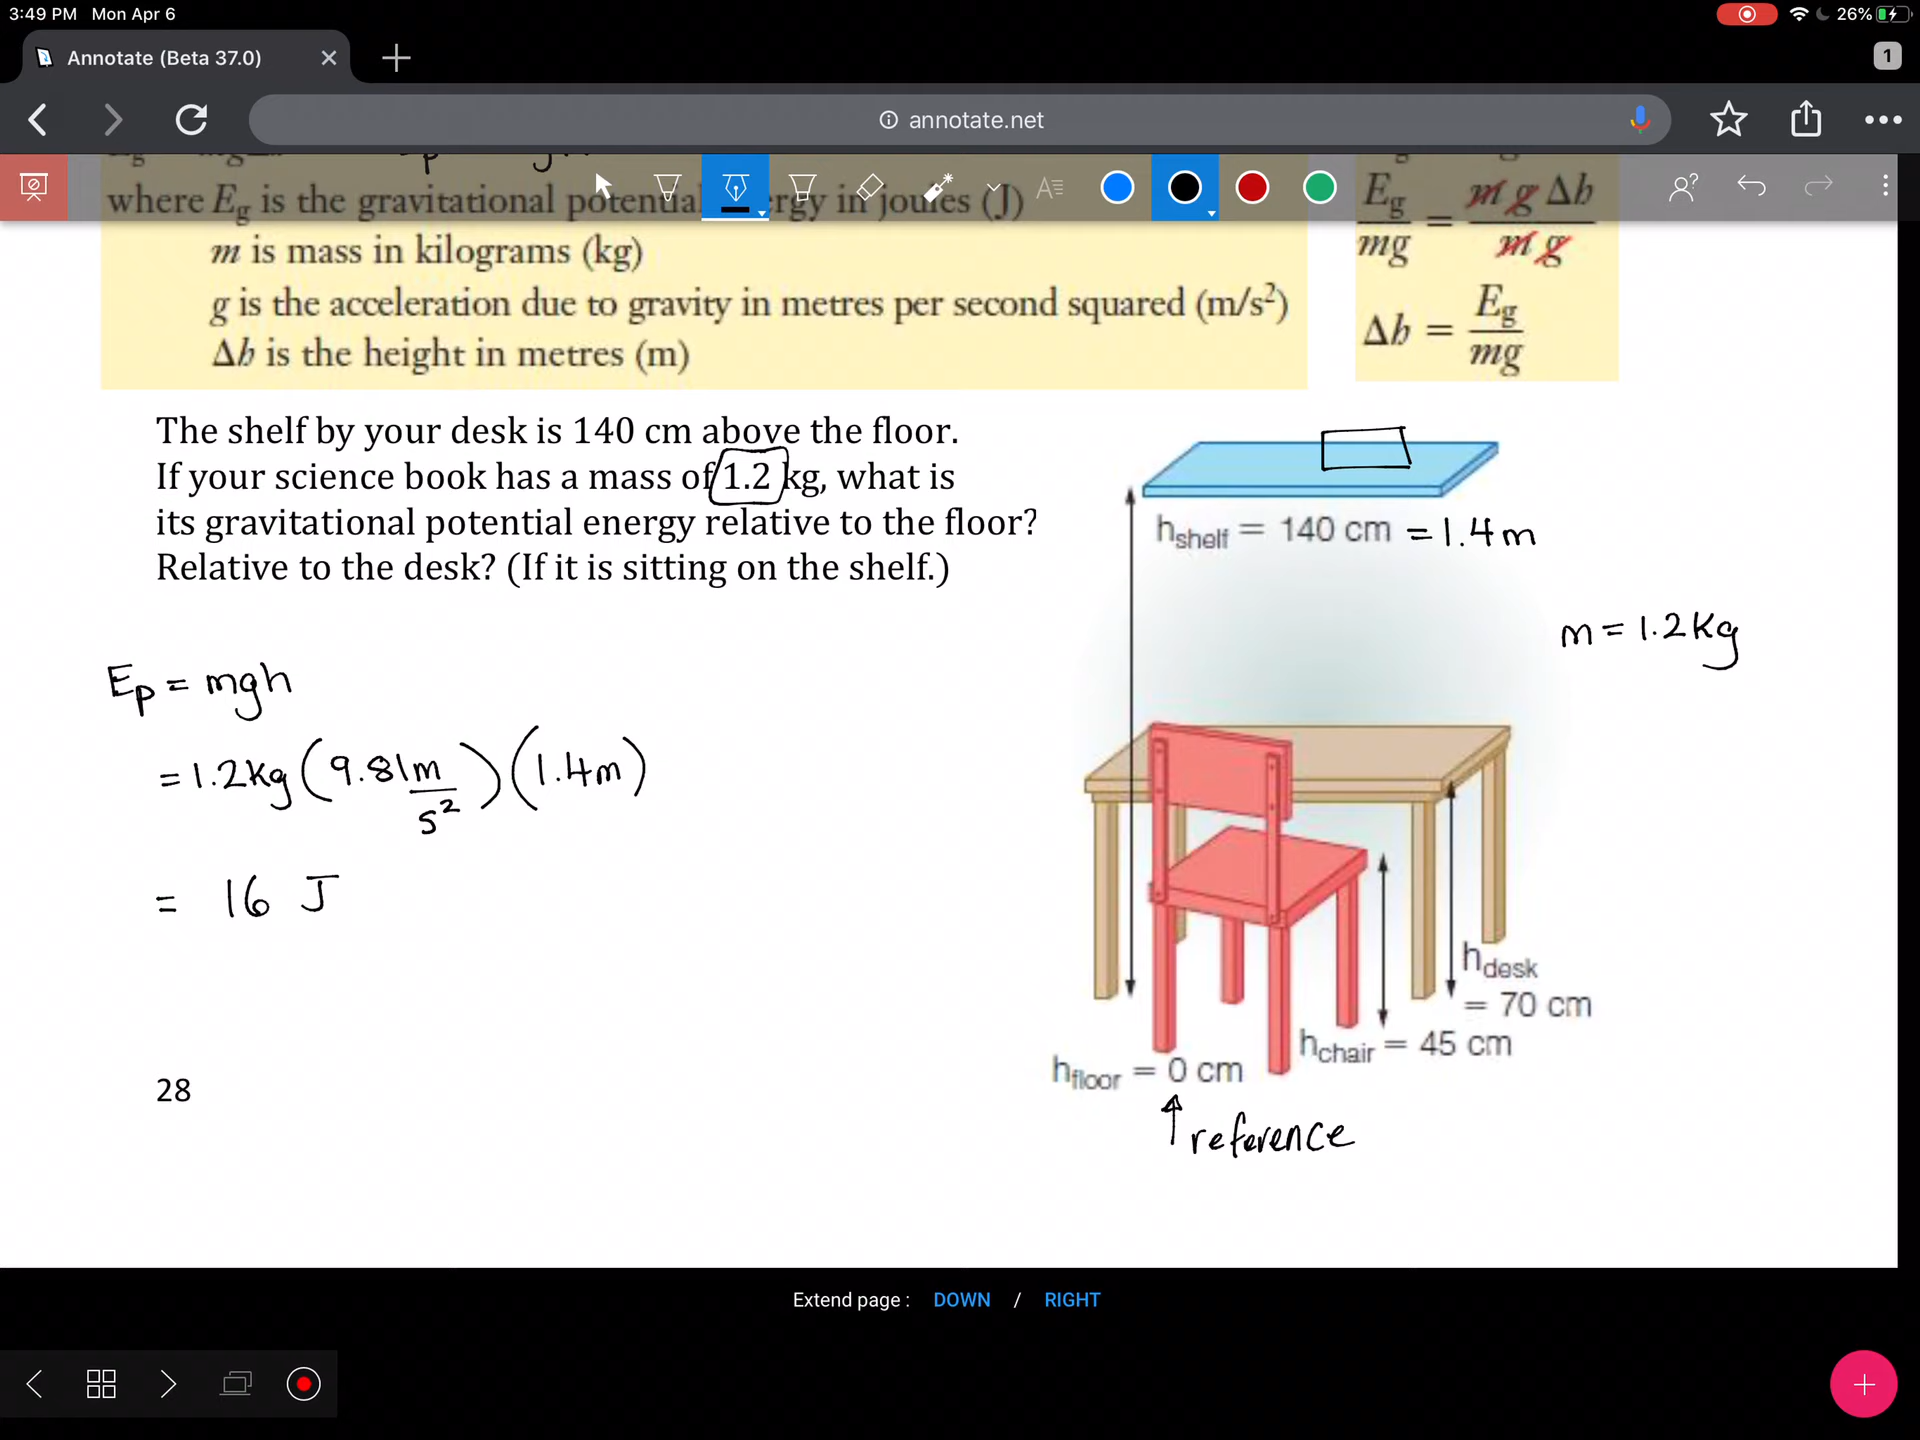 3:49 PM Mon Apr 6
26%
Annotate (Beta 37.0)
1
annotate.net
where Eg is the gravitational potential energy in joules (J)
m is mass in kilograms (kg)
g is the acceleration due to gravity in metres per second squared (m/s²)
Δh is the height in metres (m)
Eg/mg = mgΔh/mg
Δh = Eg/mg
The shelf by your desk is 140 cm above the floor.
If your science book has a mass of 1.2 kg, what is
its gravitational potential energy relative to the floor?
Relative to the desk? (If it is sitting on the shelf.)
hshelf = 140 cm = 1.4m
m = 1.2kg
Ep = mgh
= 1.2kg (9.81m/s²) (1.4m)
= 16 J
hdesk
= 70 cm
hchair = 45 cm
hfloor = 0 cm
reference
28
Extend page : DOWN / RIGHT